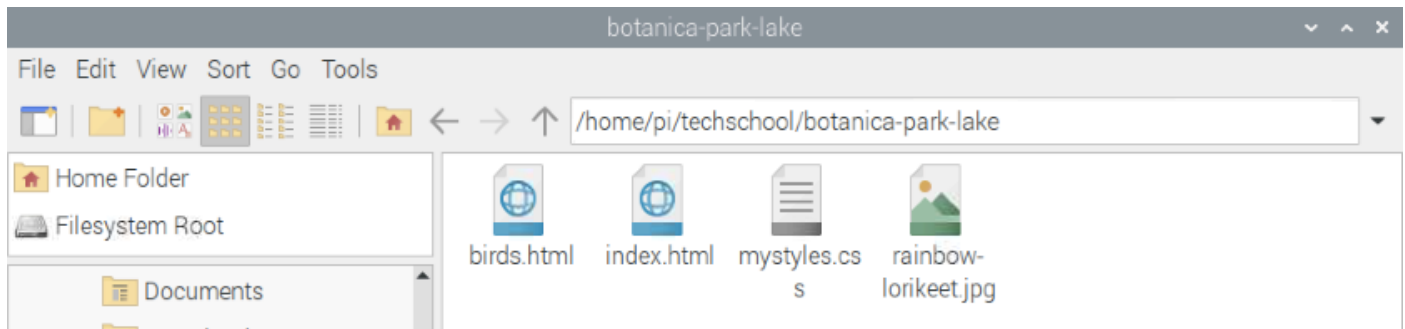 botanica-park-lake
File Edit View Sort Go Tools
/home/pi/techschool/botanica-park-lake
Home Folder
Filesystem Root
Documents
birds.html
index.html
mystyles.cs
s
rainbow-
lorikeet.jpg